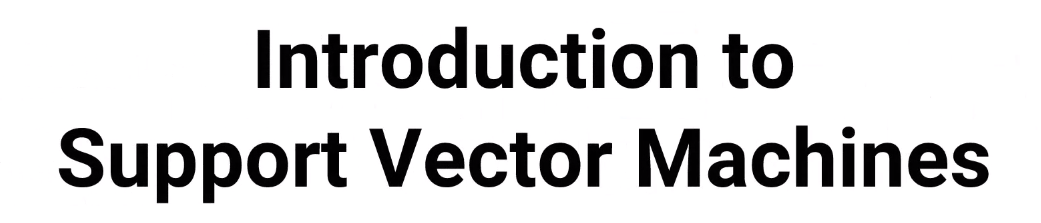 Introduction to
Support Vector Machines